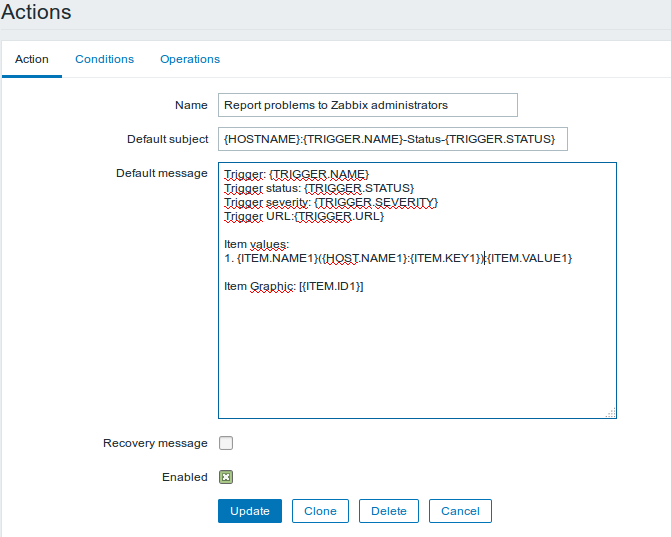 Actions
Action Conditions Operations
Name Report problems to Zabbix administrators
Default subject {HOSTNAME}:{TRIGGER.NAME}-Status-{TRIGGER.STATUS}
Default message Trigger: {TRIGGER.NAME}
Trigger status: {TRIGGER.STATUS}
Trigger severity: {TRIGGER.SEVERITY}
Trigger URL:{TRIGGER.URL}
Item values:
1. {ITEM.NAME1}({HOST.NAME1}:{ITEM.KEY1}):{ITEM.VALUE1}
Item Graphic: [{ITEM.ID1}]
Recovery message
Enabled
Update Clone Delete Cancel